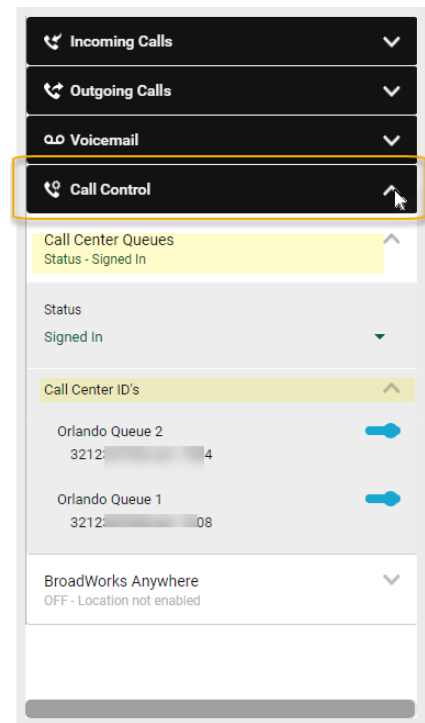 Incoming Calls
Outgoing Calls
Voicemail
Call Control
Call Center Queues
Status - Signed In
Status
Signed In
Call Center ID's
Orlando Queue 2
3212 4
Orlando Queue 1
3212 08
BroadWorks Anywhere
OFF - Location not enabled